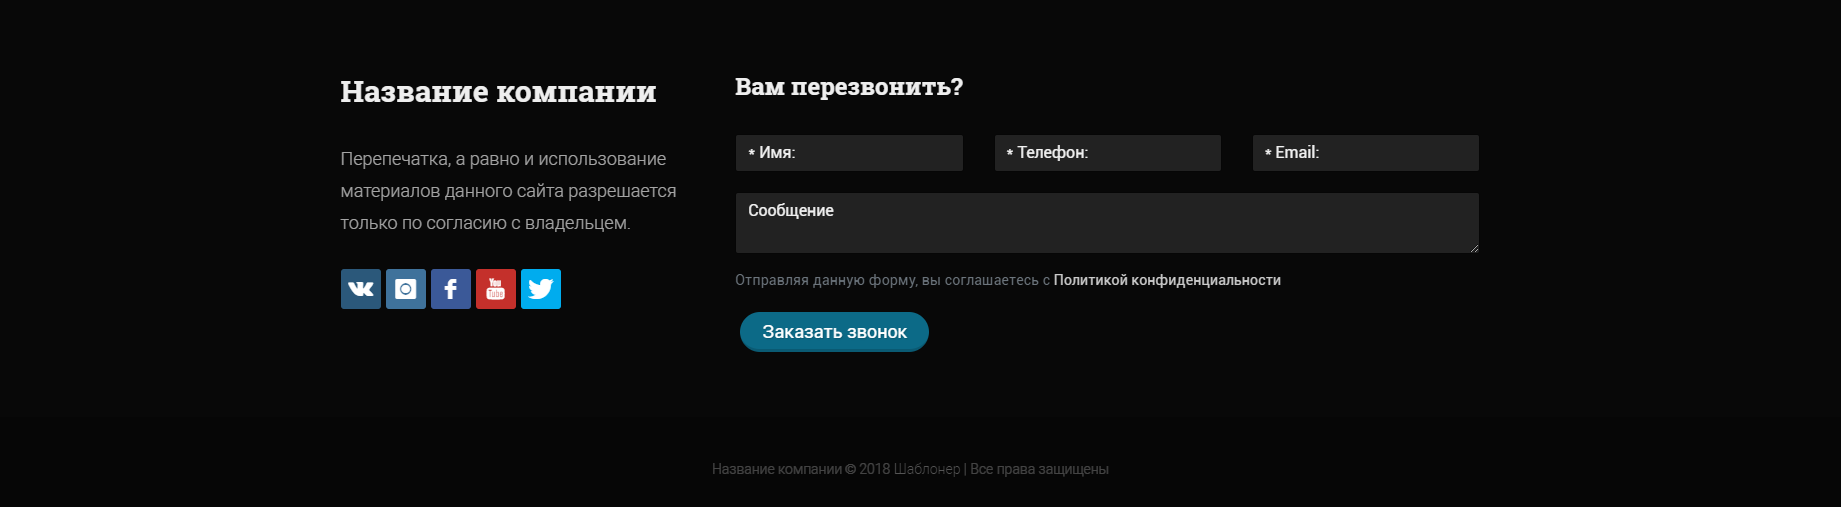 Название компании
Перепечатка, а равно и использование
материалов данного сайта разрешается
только по согласию с владельцем.
You
Tube
Вам перезвонить?
* Имя:
* Телефон:
* Email:
Сообщение
Отправляя данную форму, вы соглашаетесь с Политикой конфиденциальности
Заказать звонок
Название компании © 2018 Шаблонер | Все права защищены